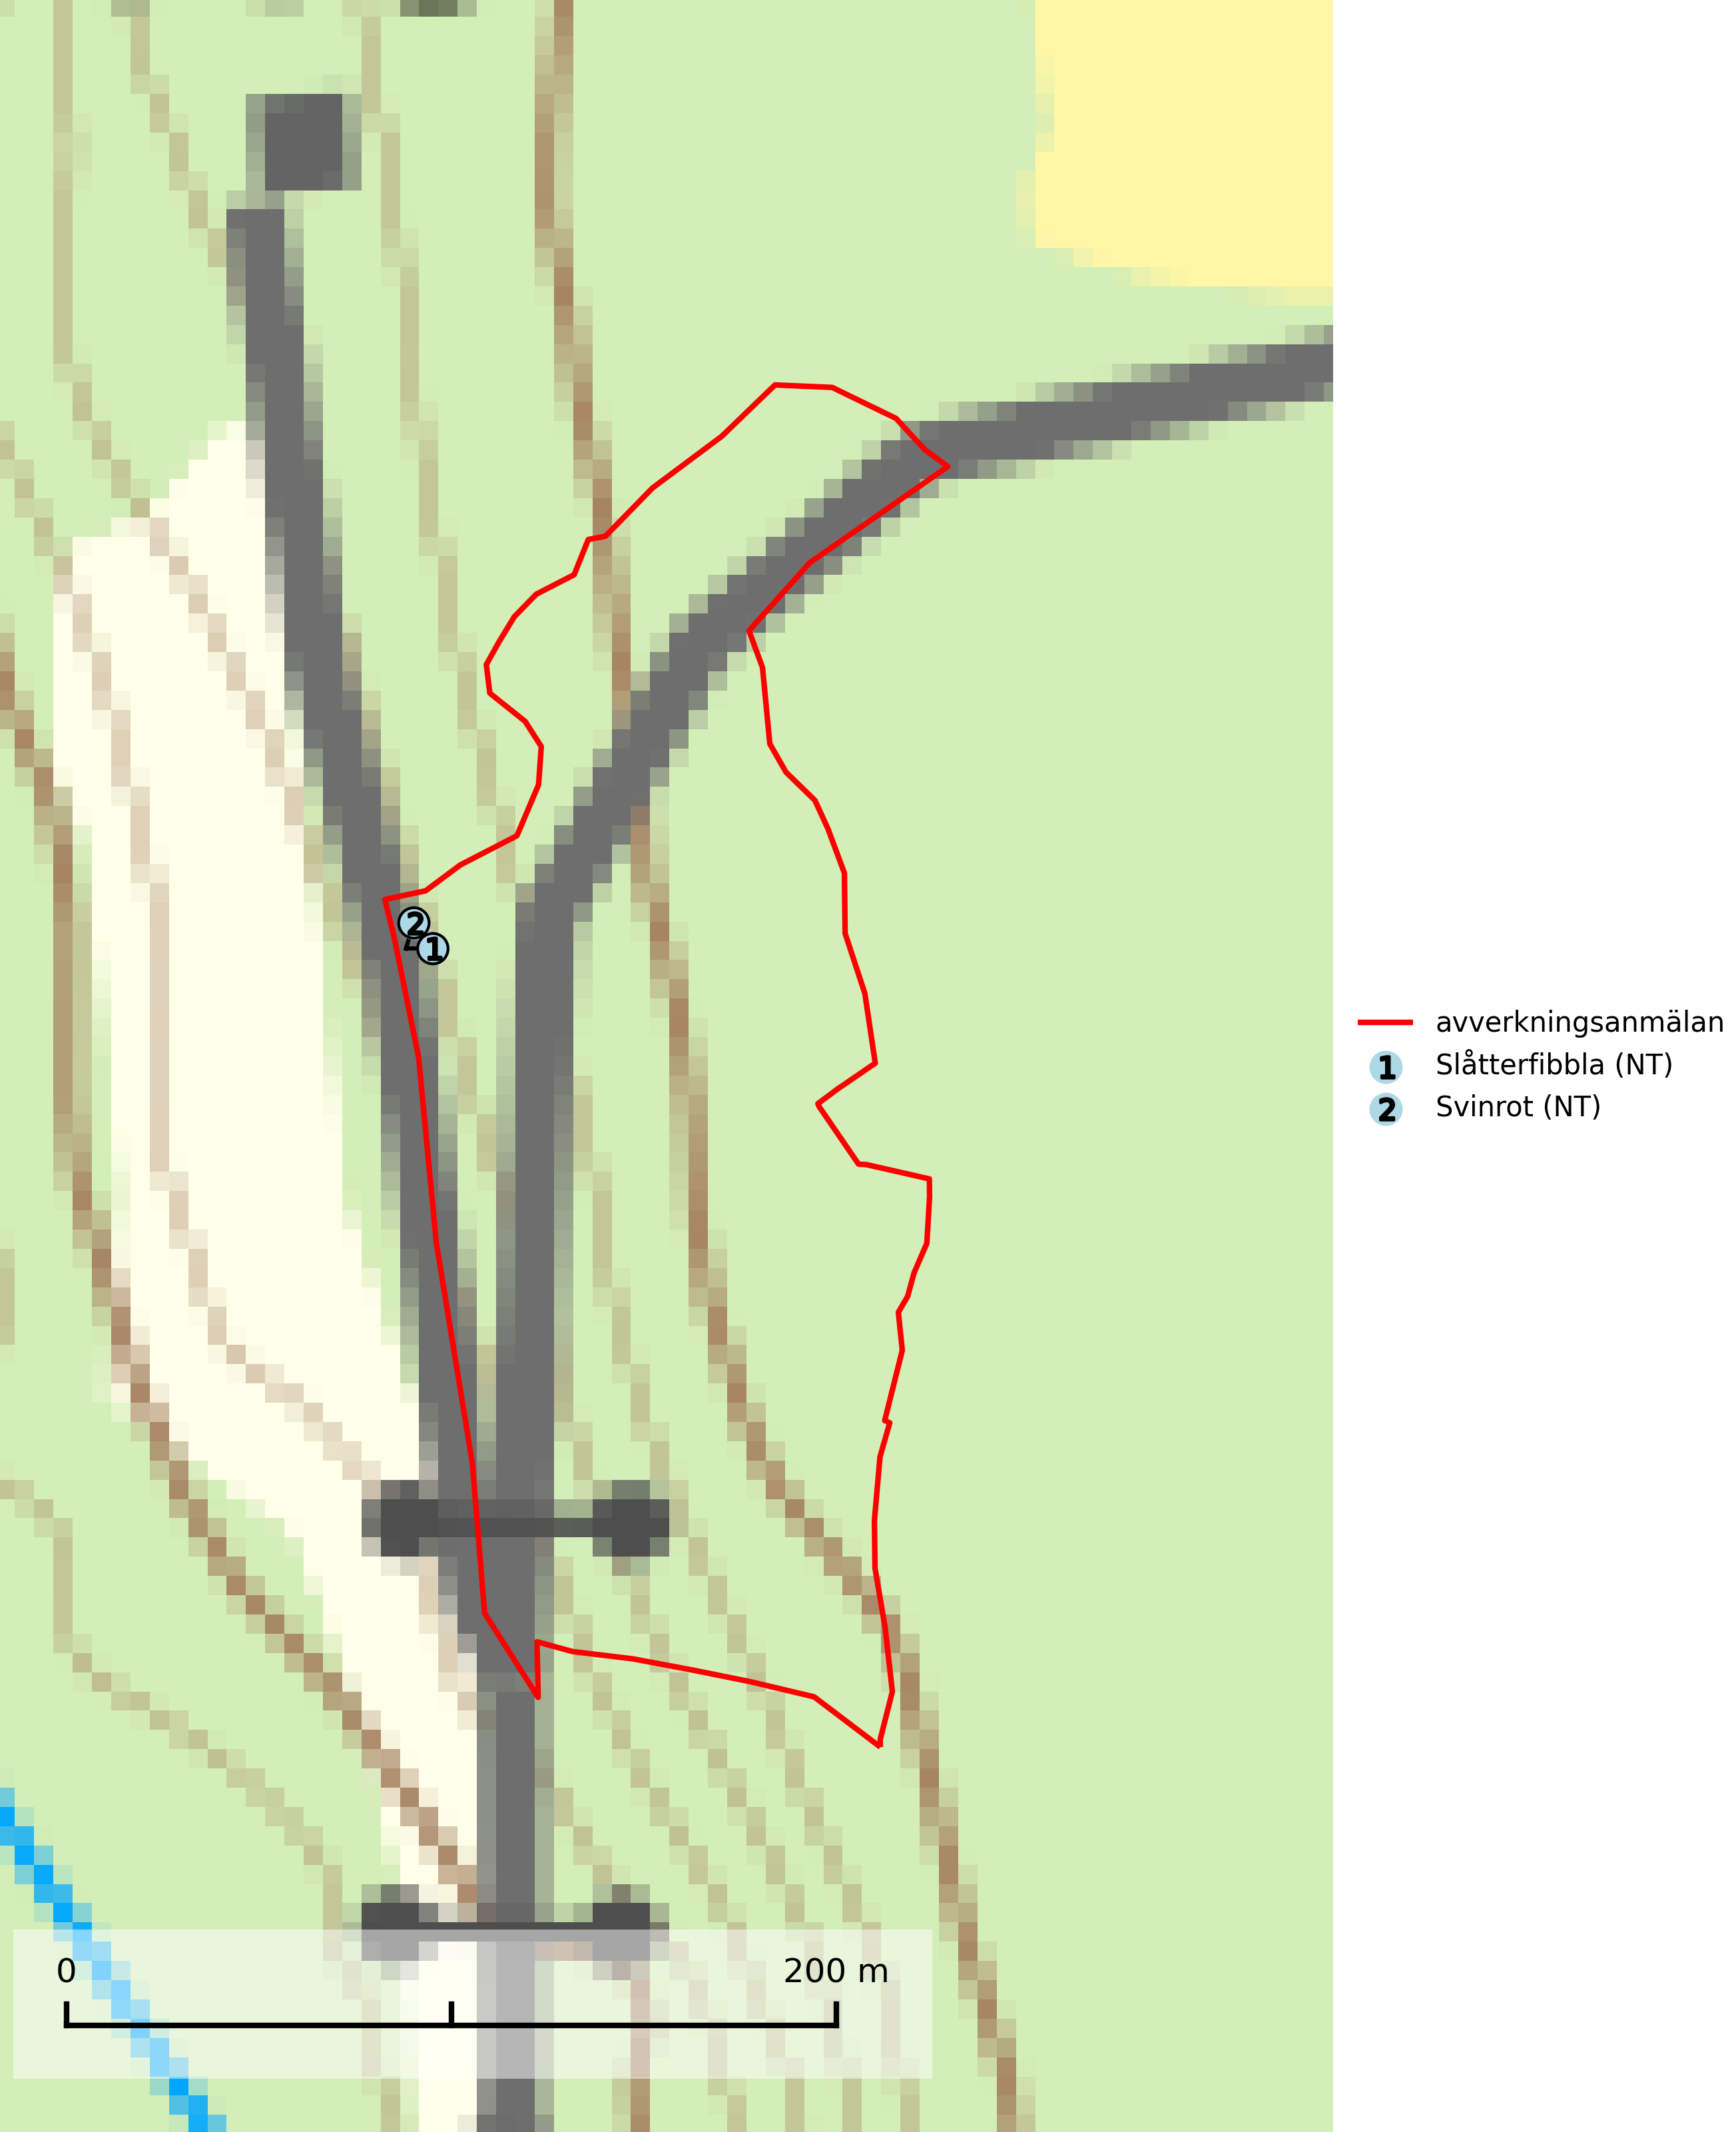 2
1
avverkningsanmälan
1 Slåtterfibbla (NT)
2 Svinrot (NT)
0 200 m